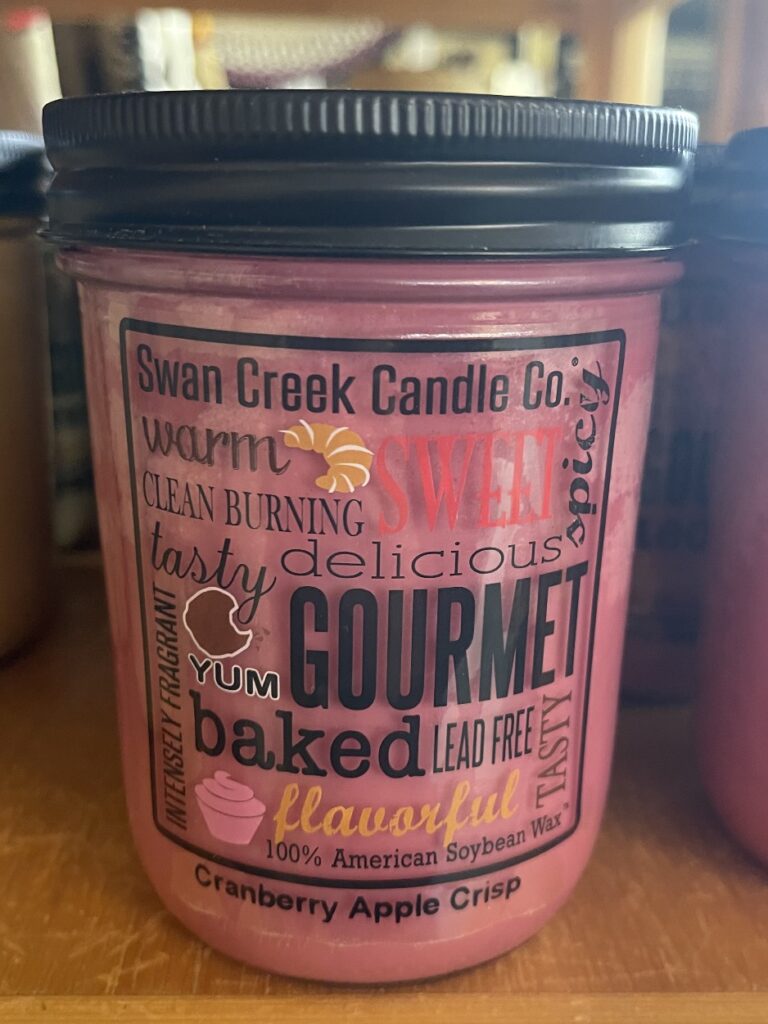 Swan Creek Candle Co.®
warm
SWEET
spicy
CLEAN BURNING
tasty
delicious
YUM
GOURMET
INTENSELY FRAGRANT
baked
LEAD FREE
TASTY
flavorful
100% American Soybean Wax®
Cranberry Apple Crisp